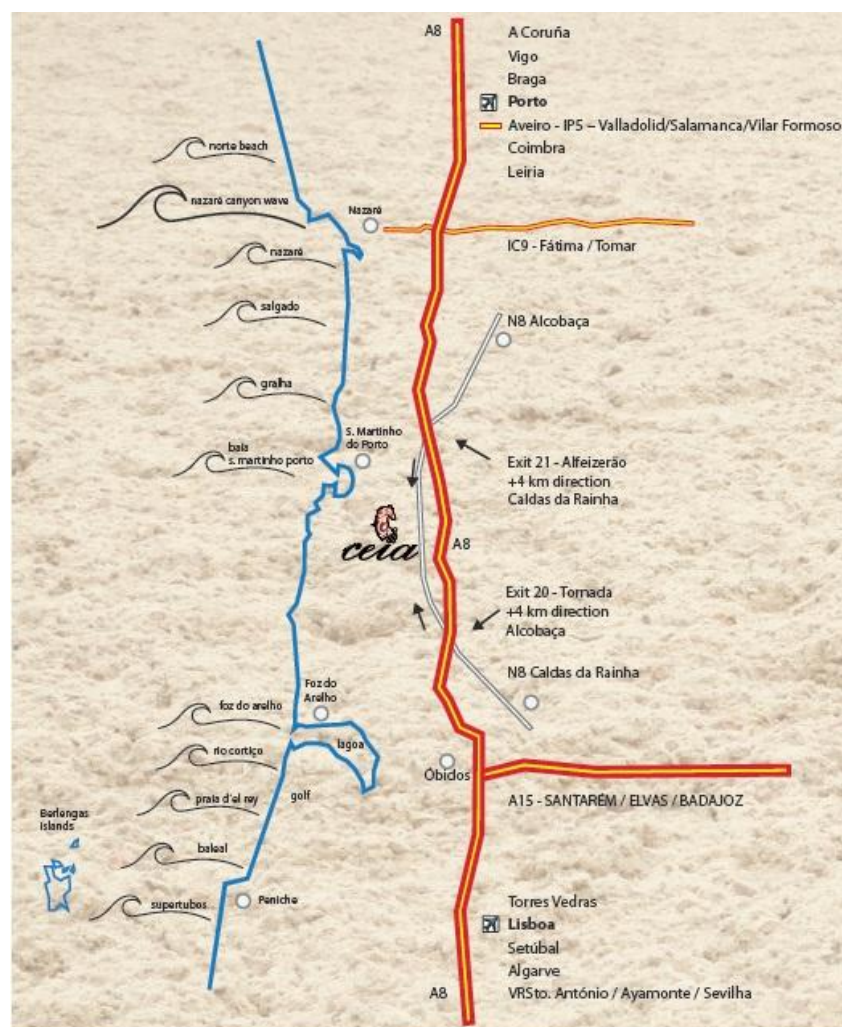 A8
A Coruña
Vigo
Braga
Porto
Aveiro - IP5 – Valladolid/Salamanca/Vilar Formoso
Coimbra
Leiria
norte beach
nazaré canyon wave
Nazaré
IC9 - Fátima / Tomar
nazaré
salgado
N8 Alcobaça
gralha
S. Martinho
do Porto
baia
s. martinho porto
Exit 21 - Alfeizerão
+4 km direction
Caldas da Rainha
ceia
A8
Exit 20 - Tornada
+4 km direction
Alcobaça
N8 Caldas da Rainha
Foz do
Arelho
foz do arelho
lagoa
rio cortiço
Óbidos
golf
praia d'el rey
A15 - SANTARÉM / ELVAS / BADAJOZ
Berlengas
islands
baleal
Peniche
supertubos
Torres Vedras
Lisboa
Setúbal
Algarve
A8
VRSto. António / Ayamonte / Sevilha